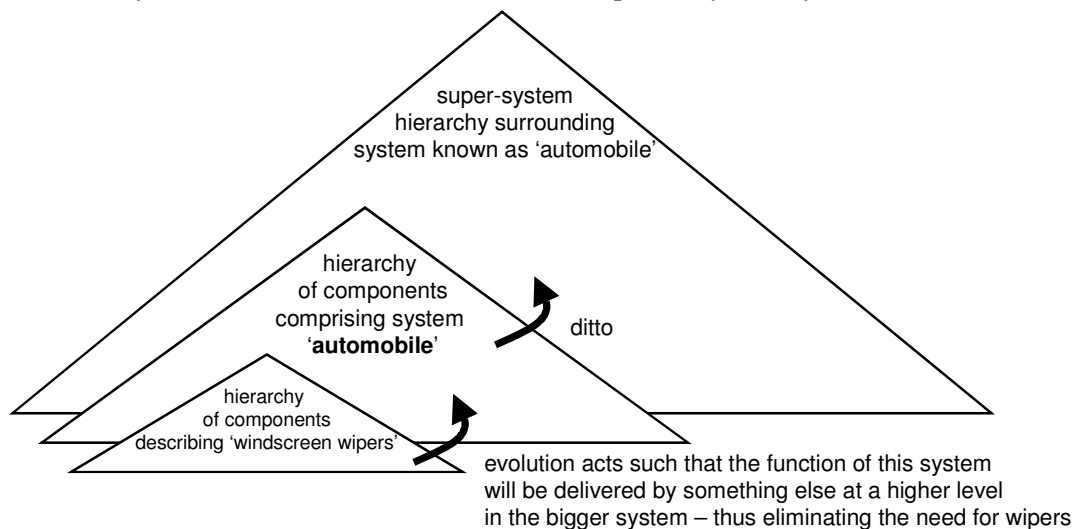 super-system
hierarchy surrounding
system known as 'automobile'
hierarchy
of components
comprising system
'automobile'
ditto
hierarchy
of components
describing 'windscreen wipers'
evolution acts such that the function of this system
will be delivered by something else at a higher level
in the bigger system – thus eliminating the need for wipers